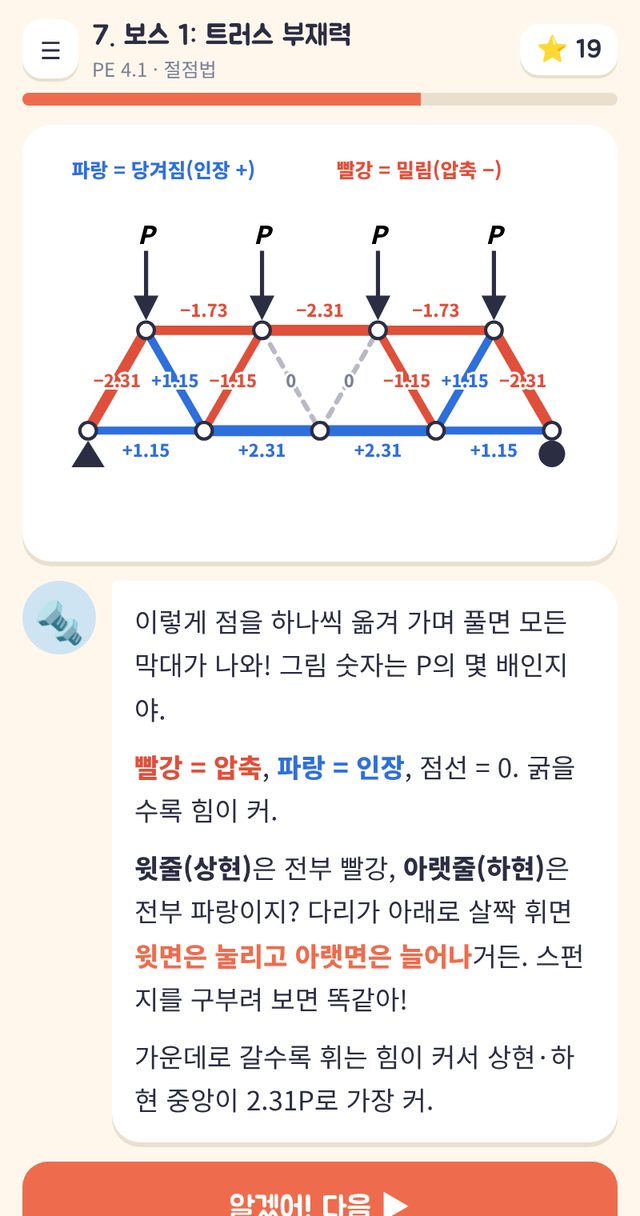 ☰
7. 보스 1: 트러스 부재력
PE 4.1 · 절점법
⭐ 19
파랑 = 당겨짐(인장 +)
빨강 = 밀림(압축 −)
P P P P
−1.73 −2.31 −1.73
−2.31 +1.15 −1.15 0 0 −1.15 +1.15 −2.31
+1.15 +2.31 +2.31 +1.15
이렇게 점을 하나씩 옮겨 가며 풀면 모든
막대가 나와! 그림 숫자는 P의 몇 배인지
야.
빨강 = 압축, 파랑 = 인장, 점선 = 0. 굵을
수록 힘이 커.
윗줄(상현)은 전부 빨강, 아랫줄(하현)은
전부 파랑이지? 다리가 아래로 살짝 휘면
윗면은 눌리고 아랫면은 늘어나거든. 스펀
지를 구부려 보면 똑같아!
가운데로 갈수록 휘는 힘이 커서 상현·하
현 중앙이 2.31P로 가장 커.
알겠어! 다음 ▶